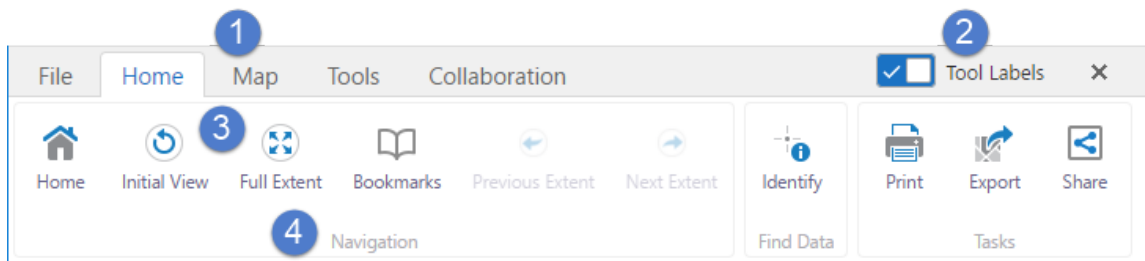 1 2
File Home Map Tools Collaboration Tool Labels
3
Home Initial View Full Extent Bookmarks Previous Extent Next Extent Identify Print Export Share
4
Navigation Find Data Tasks